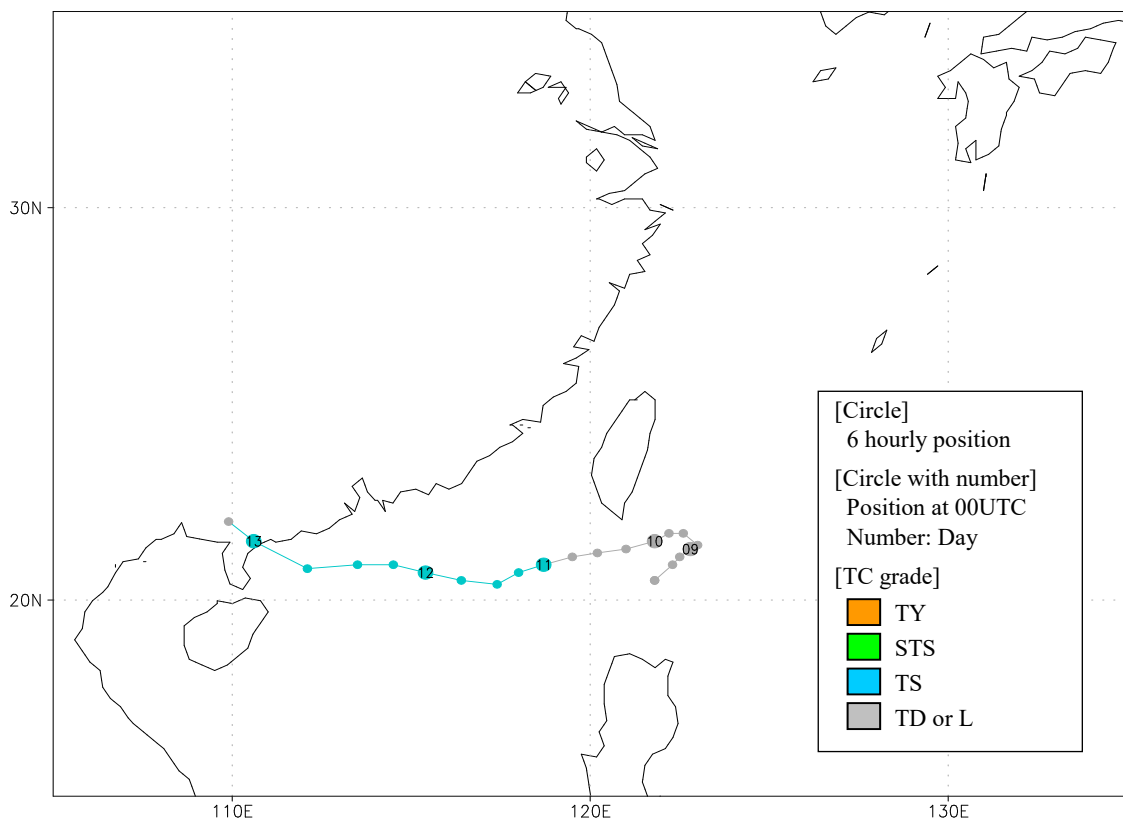 30N
20N
110E
120E
130E
13
12
11
10
09
[Circle]
6 hourly position
[Circle with number]
Position at 00UTC
Number: Day
[TC grade]
TY
STS
TS
TD or L